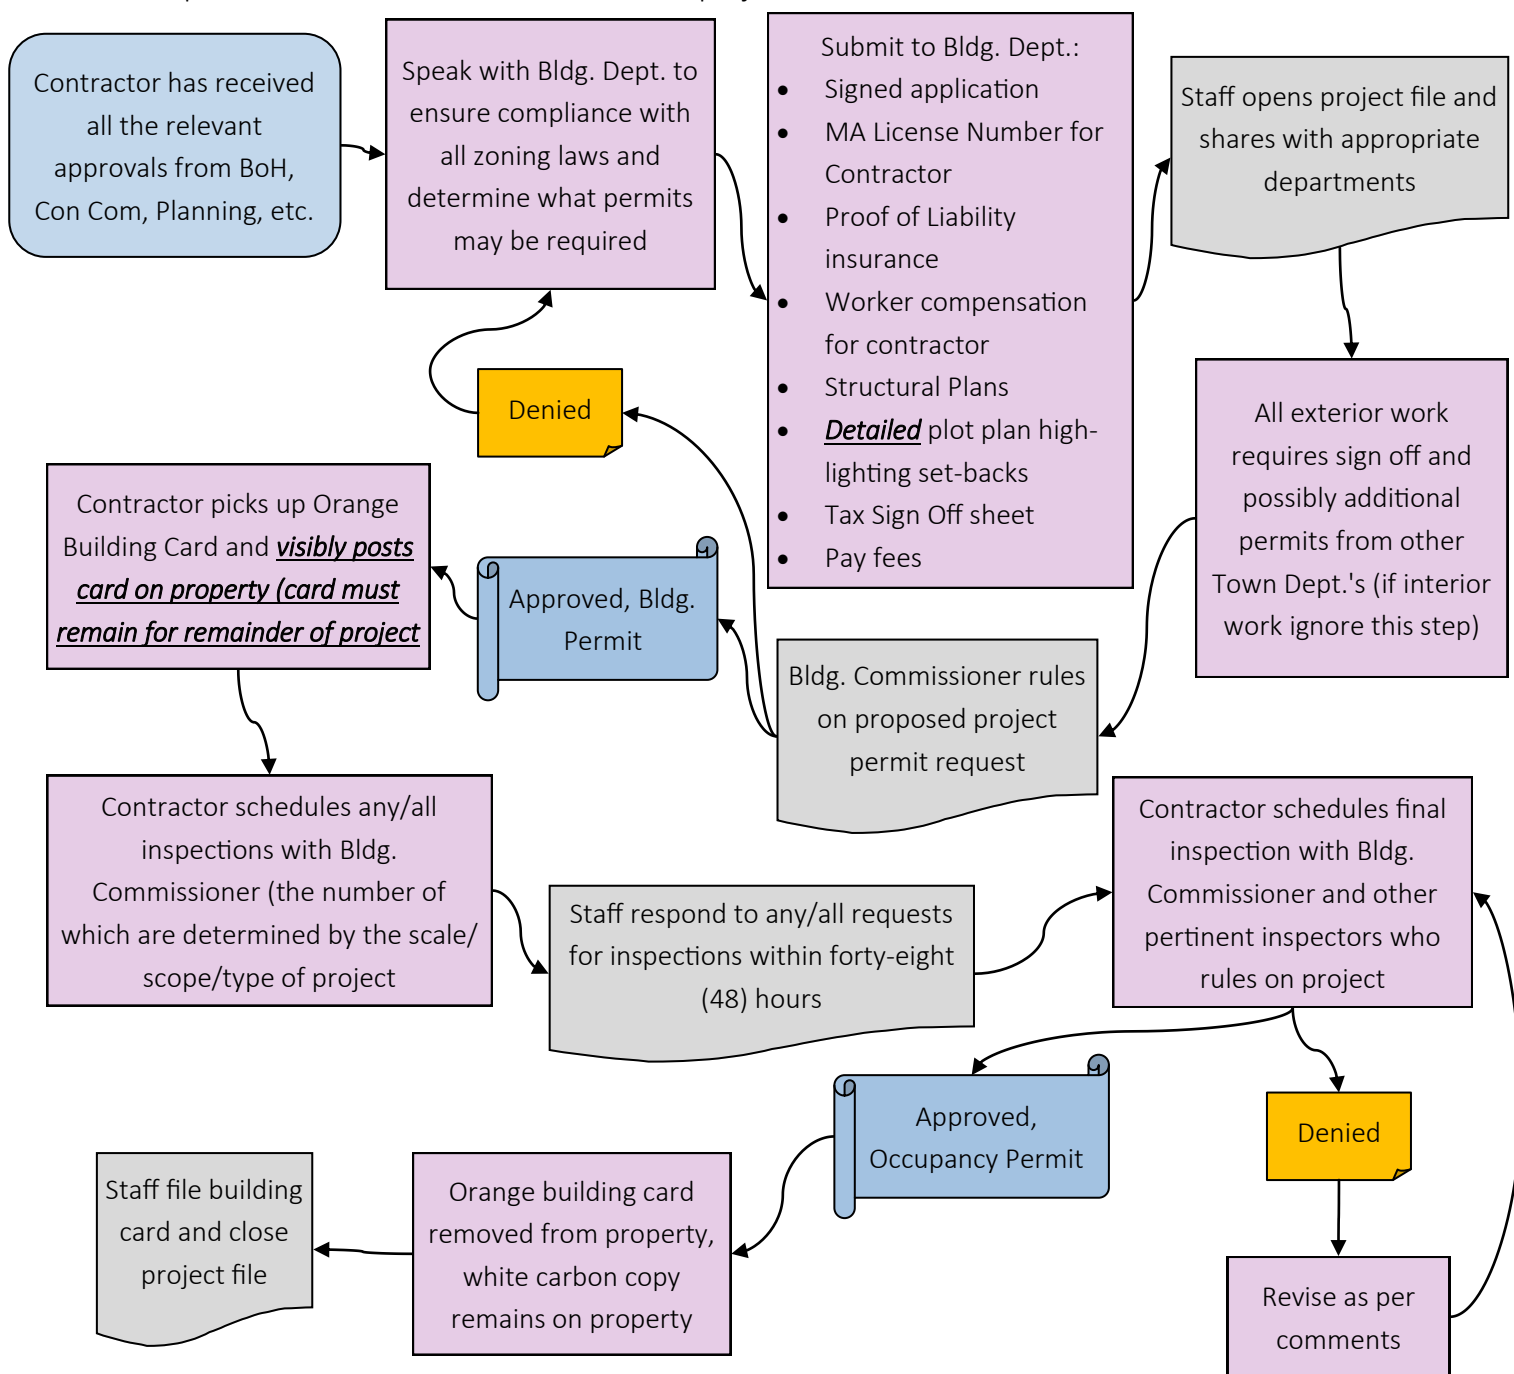 Contractor has received
all the relevant
approvals from BoH,
Con Com, Planning, etc.
Speak with Bldg. Dept. to
ensure compliance with
all zoning laws and
determine what permits
may be required
Submit to Bldg. Dept.:
• Signed application
• MA License Number for
Contractor
• Proof of Liability
insurance
• Worker compensation
for contractor
• Structural Plans
• Detailed plot plan high-
lighting set-backs
• Tax Sign Off sheet
• Pay fees
Staff opens project file and
shares with appropriate
departments
All exterior work
requires sign off and
possibly additional
permits from other
Town Dept.'s (if interior
work ignore this step)
Bldg. Commissioner rules
on proposed project
permit request
Denied
Approved, Bldg.
Permit
Contractor picks up Orange
Building Card and visibly posts
card on property (card must
remain for remainder of project
Contractor schedules any/all
inspections with Bldg.
Commissioner (the number of
which are determined by the scale/
scope/type of project
Staff respond to any/all requests
for inspections within forty-eight
(48) hours
Contractor schedules final
inspection with Bldg.
Commissioner and other
pertinent inspectors who
rules on project
Approved,
Occupancy Permit
Denied
Revise as per
comments
Orange building card
removed from property,
white carbon copy
remains on property
Staff file building
card and close
project file